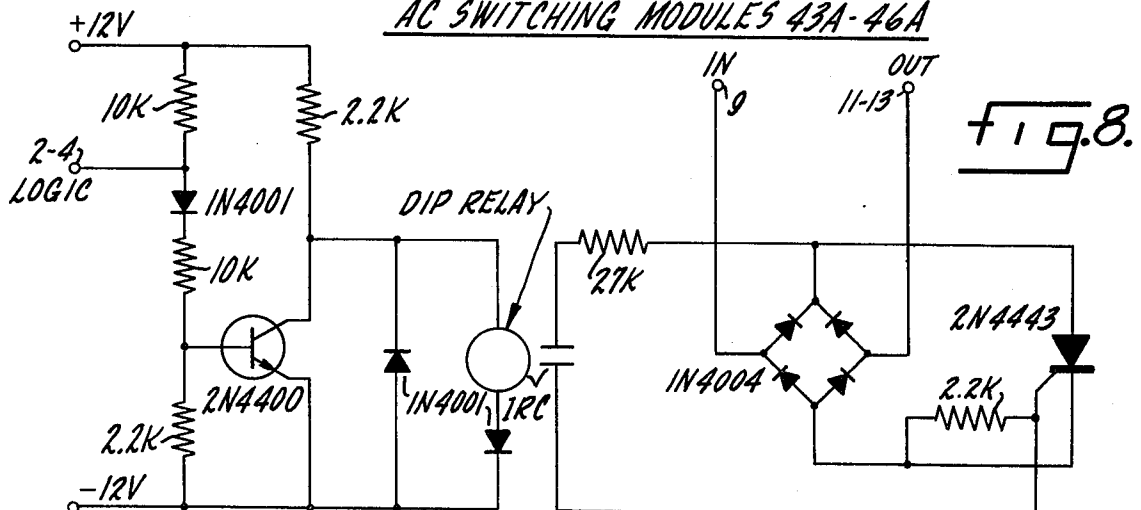 AC SWITCHING MODULES 43A-46A
+12V
10K
2.2K
2-4
LOGIC
1N4001
10K
2N4400
2.2K
-12V
DIP RELAY
1N4001
1RC
27K
IN
9
OUT
11-13
1N4004
2N4443
2.2K
fig.8.